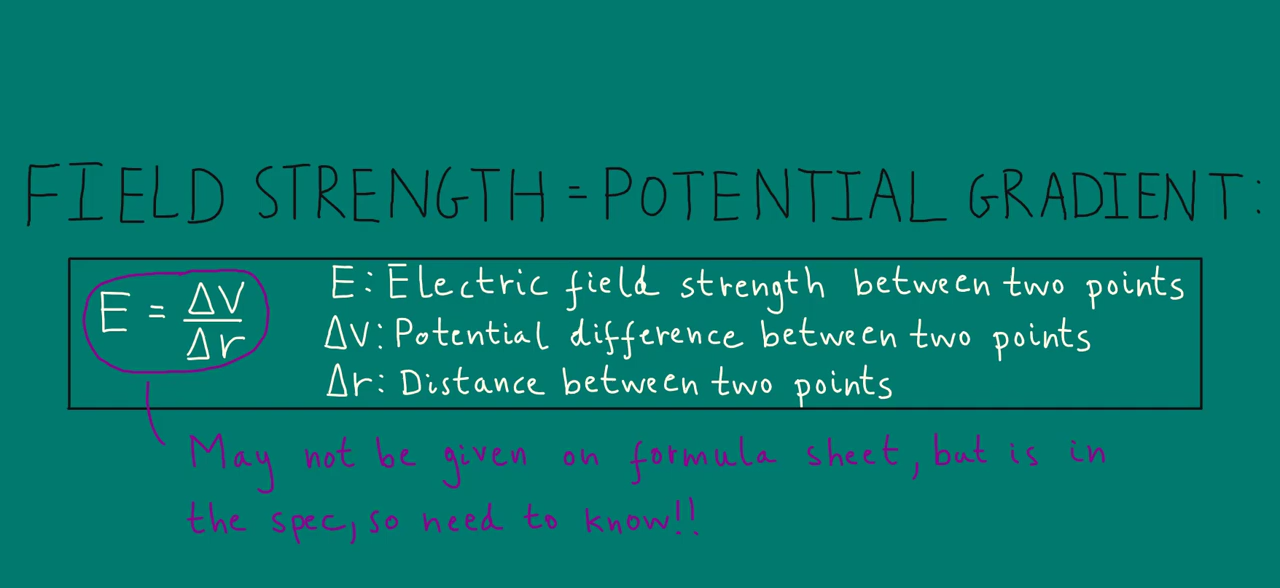 FIELD STRENGTH = POTENTIAL GRADIENT:
E = ΔV/Δr
E: Electric field strength between two points
ΔV: Potential difference between two points
Δr: Distance between two points
May not be given on formula sheet, but is in
the spec, so need to know!!